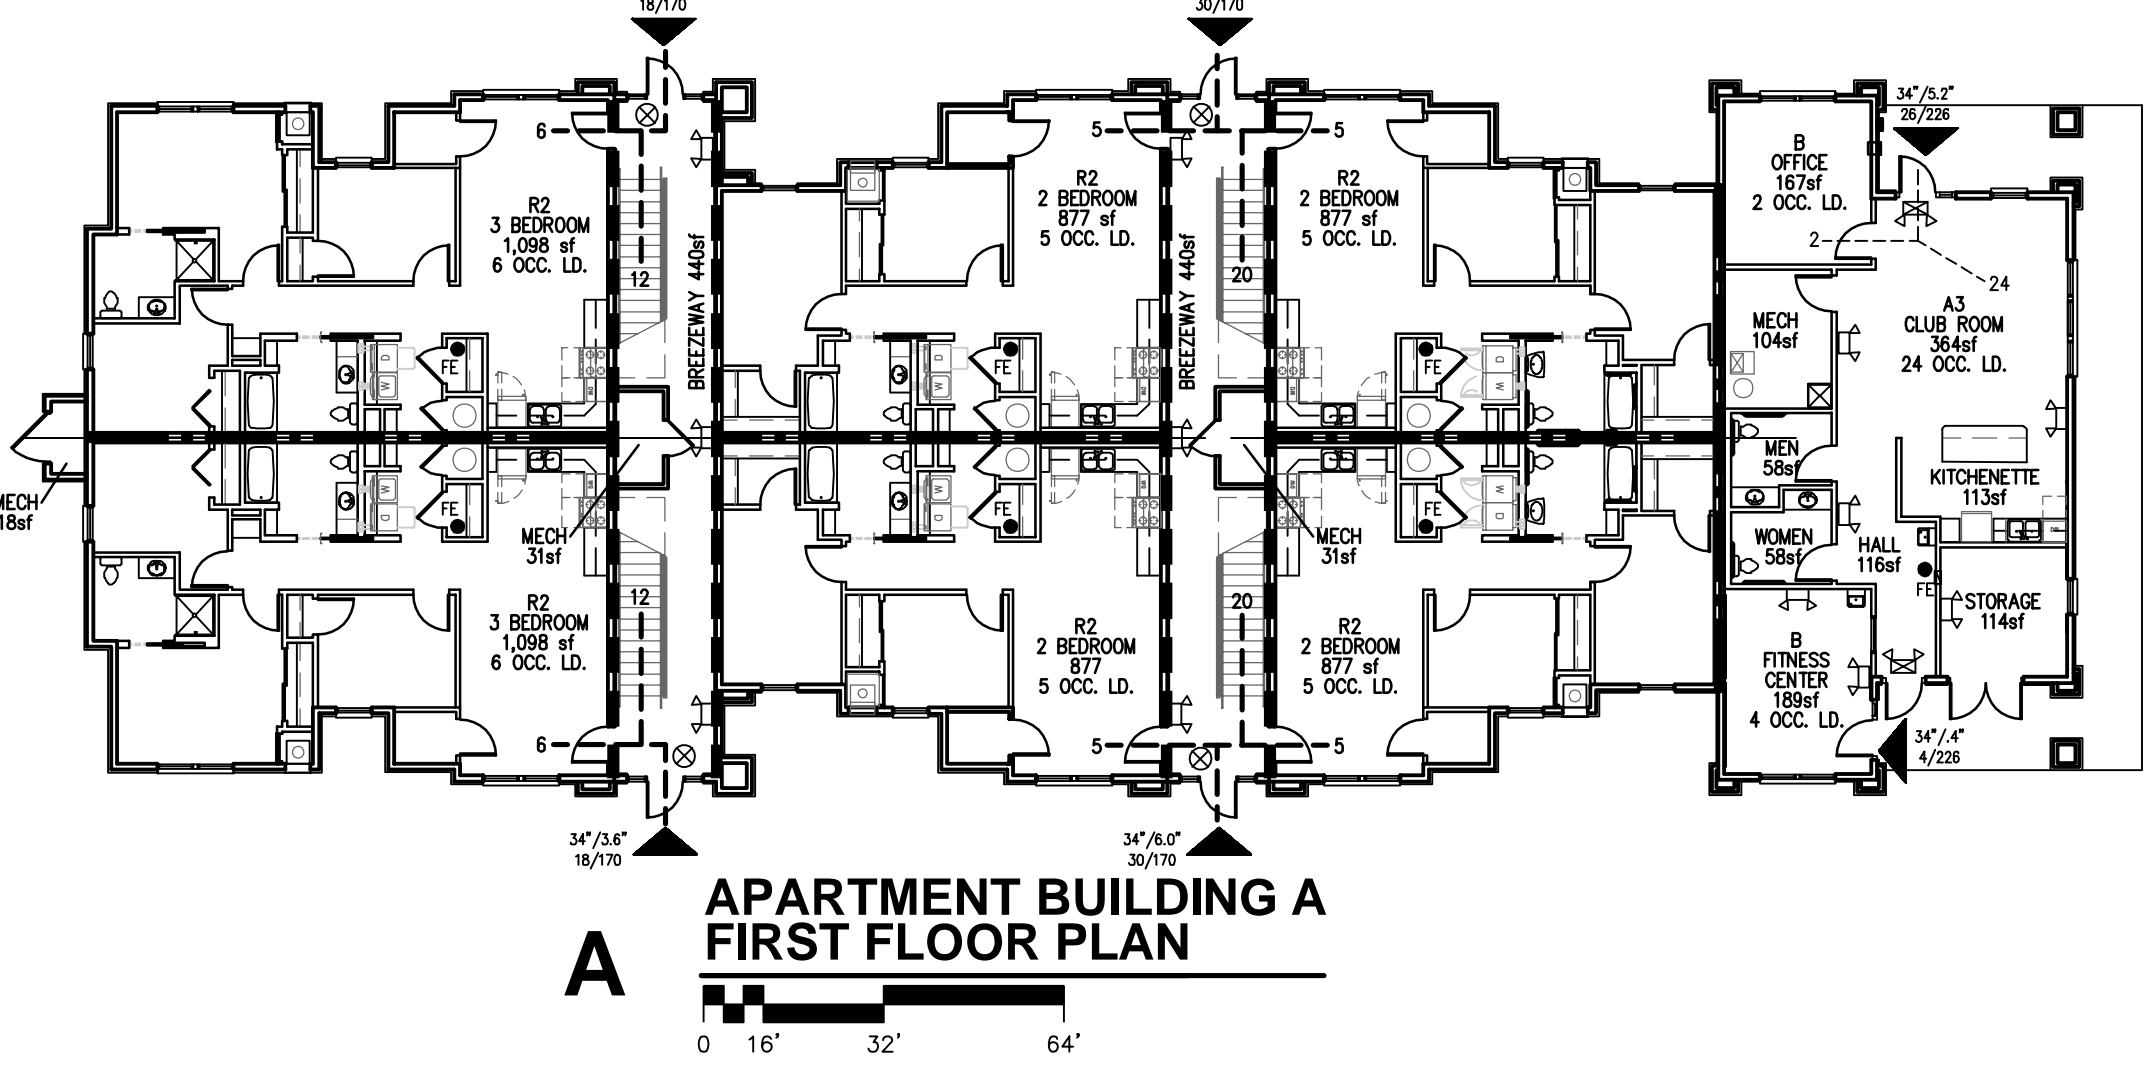 18/170
30/170
34"/5.2"
26/226
6
5
5
R2
3 BEDROOM
1,098 sf
6 OCC. LD.
R2
2 BEDROOM
877 sf
5 OCC. LD.
R2
2 BEDROOM
877 sf
5 OCC. LD.
B
OFFICE
167sf
2 OCC. LD.
2
24
12
BREEZEWAY 440sf
20
BREEZEWAY 440sf
A3
CLUB ROOM
364sf
24 OCC. LD.
MECH
104sf
FE
FE
FE
D
W
D
W
D
W
DW
DW
DW
MEN
58sf
KITCHENETTE
113sf
MECH
18sf
W
D
W
D
W
D
FE
FE
FE
MECH
31sf
MECH
31sf
WOMEN
58sf
HALL
116sf
FE
DW
STORAGE
114sf
12
20
R2
3 BEDROOM
1,098 sf
6 OCC. LD.
R2
2 BEDROOM
877
5 OCC. LD.
R2
2 BEDROOM
877 sf
5 OCC. LD.
B
FITNESS
CENTER
189sf
4 OCC. LD.
6
5
5
34"/.4"
4/226
34"/3.6"
18/170
34"/6.0"
30/170
A
APARTMENT BUILDING A
FIRST FLOOR PLAN
0 16' 32' 64'